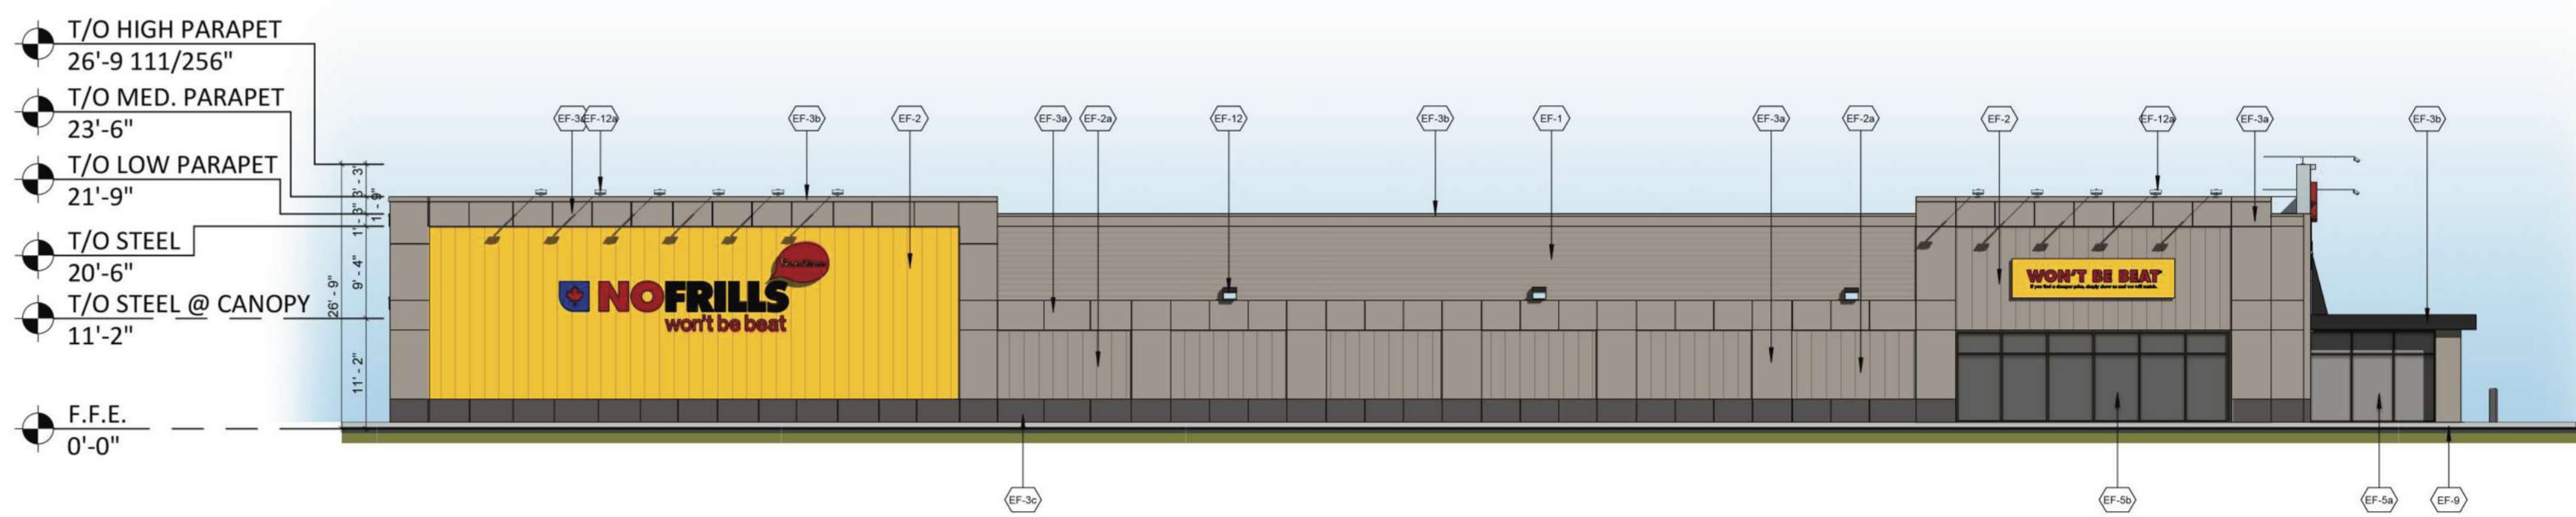 T/O HIGH PARAPET
26'-9 111/256"
T/O MED. PARAPET
23'-6"
T/O LOW PARAPET
21'-9"
T/O STEEL
20'-6"
T/O STEEL @ CANOPY
11'-2"
F.F.E.
0'-0"
26' - 9"
3' - 3"
1' - 9"
1' - 3"
9' - 4"
11' - 2"
EF-3a EF-12a EF-3b EF-2 EF-3a EF-2a EF-12 EF-3b EF-1 EF-3a EF-2a EF-2 EF-12a EF-3a EF-3b
NOFRILLS
won't be beat
WON'T BE BEAT
EF-3c EF-5b EF-5a EF-9